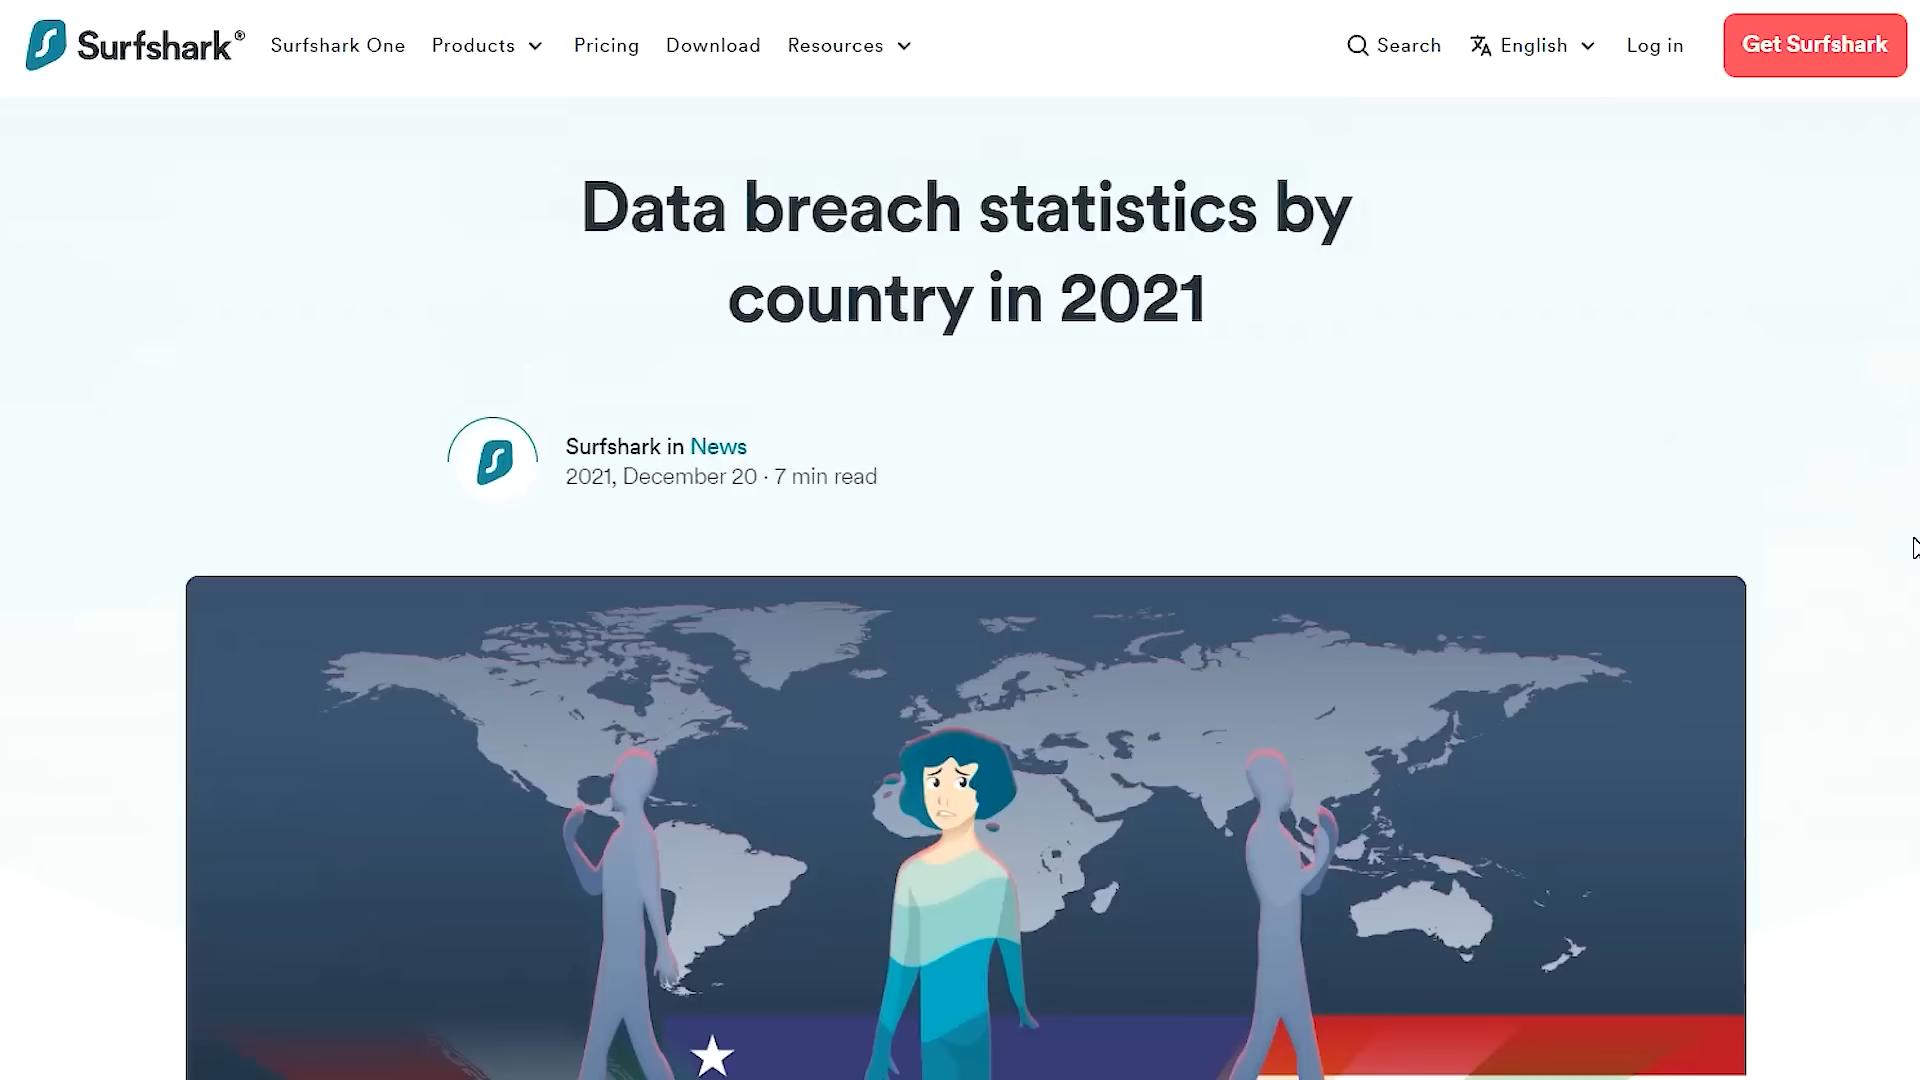 Surfshark® Surfshark One Products Pricing Download Resources Search English Log in Get Surfshark
Data breach statistics by
country in 2021
Surfshark in News
2021, December 20 · 7 min read